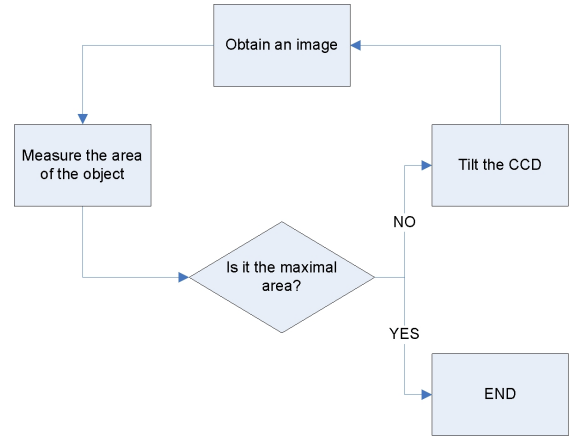 Obtain an image
Measure the area
of the object
Tilt the CCD
NO
Is it the maximal
area?
YES
END